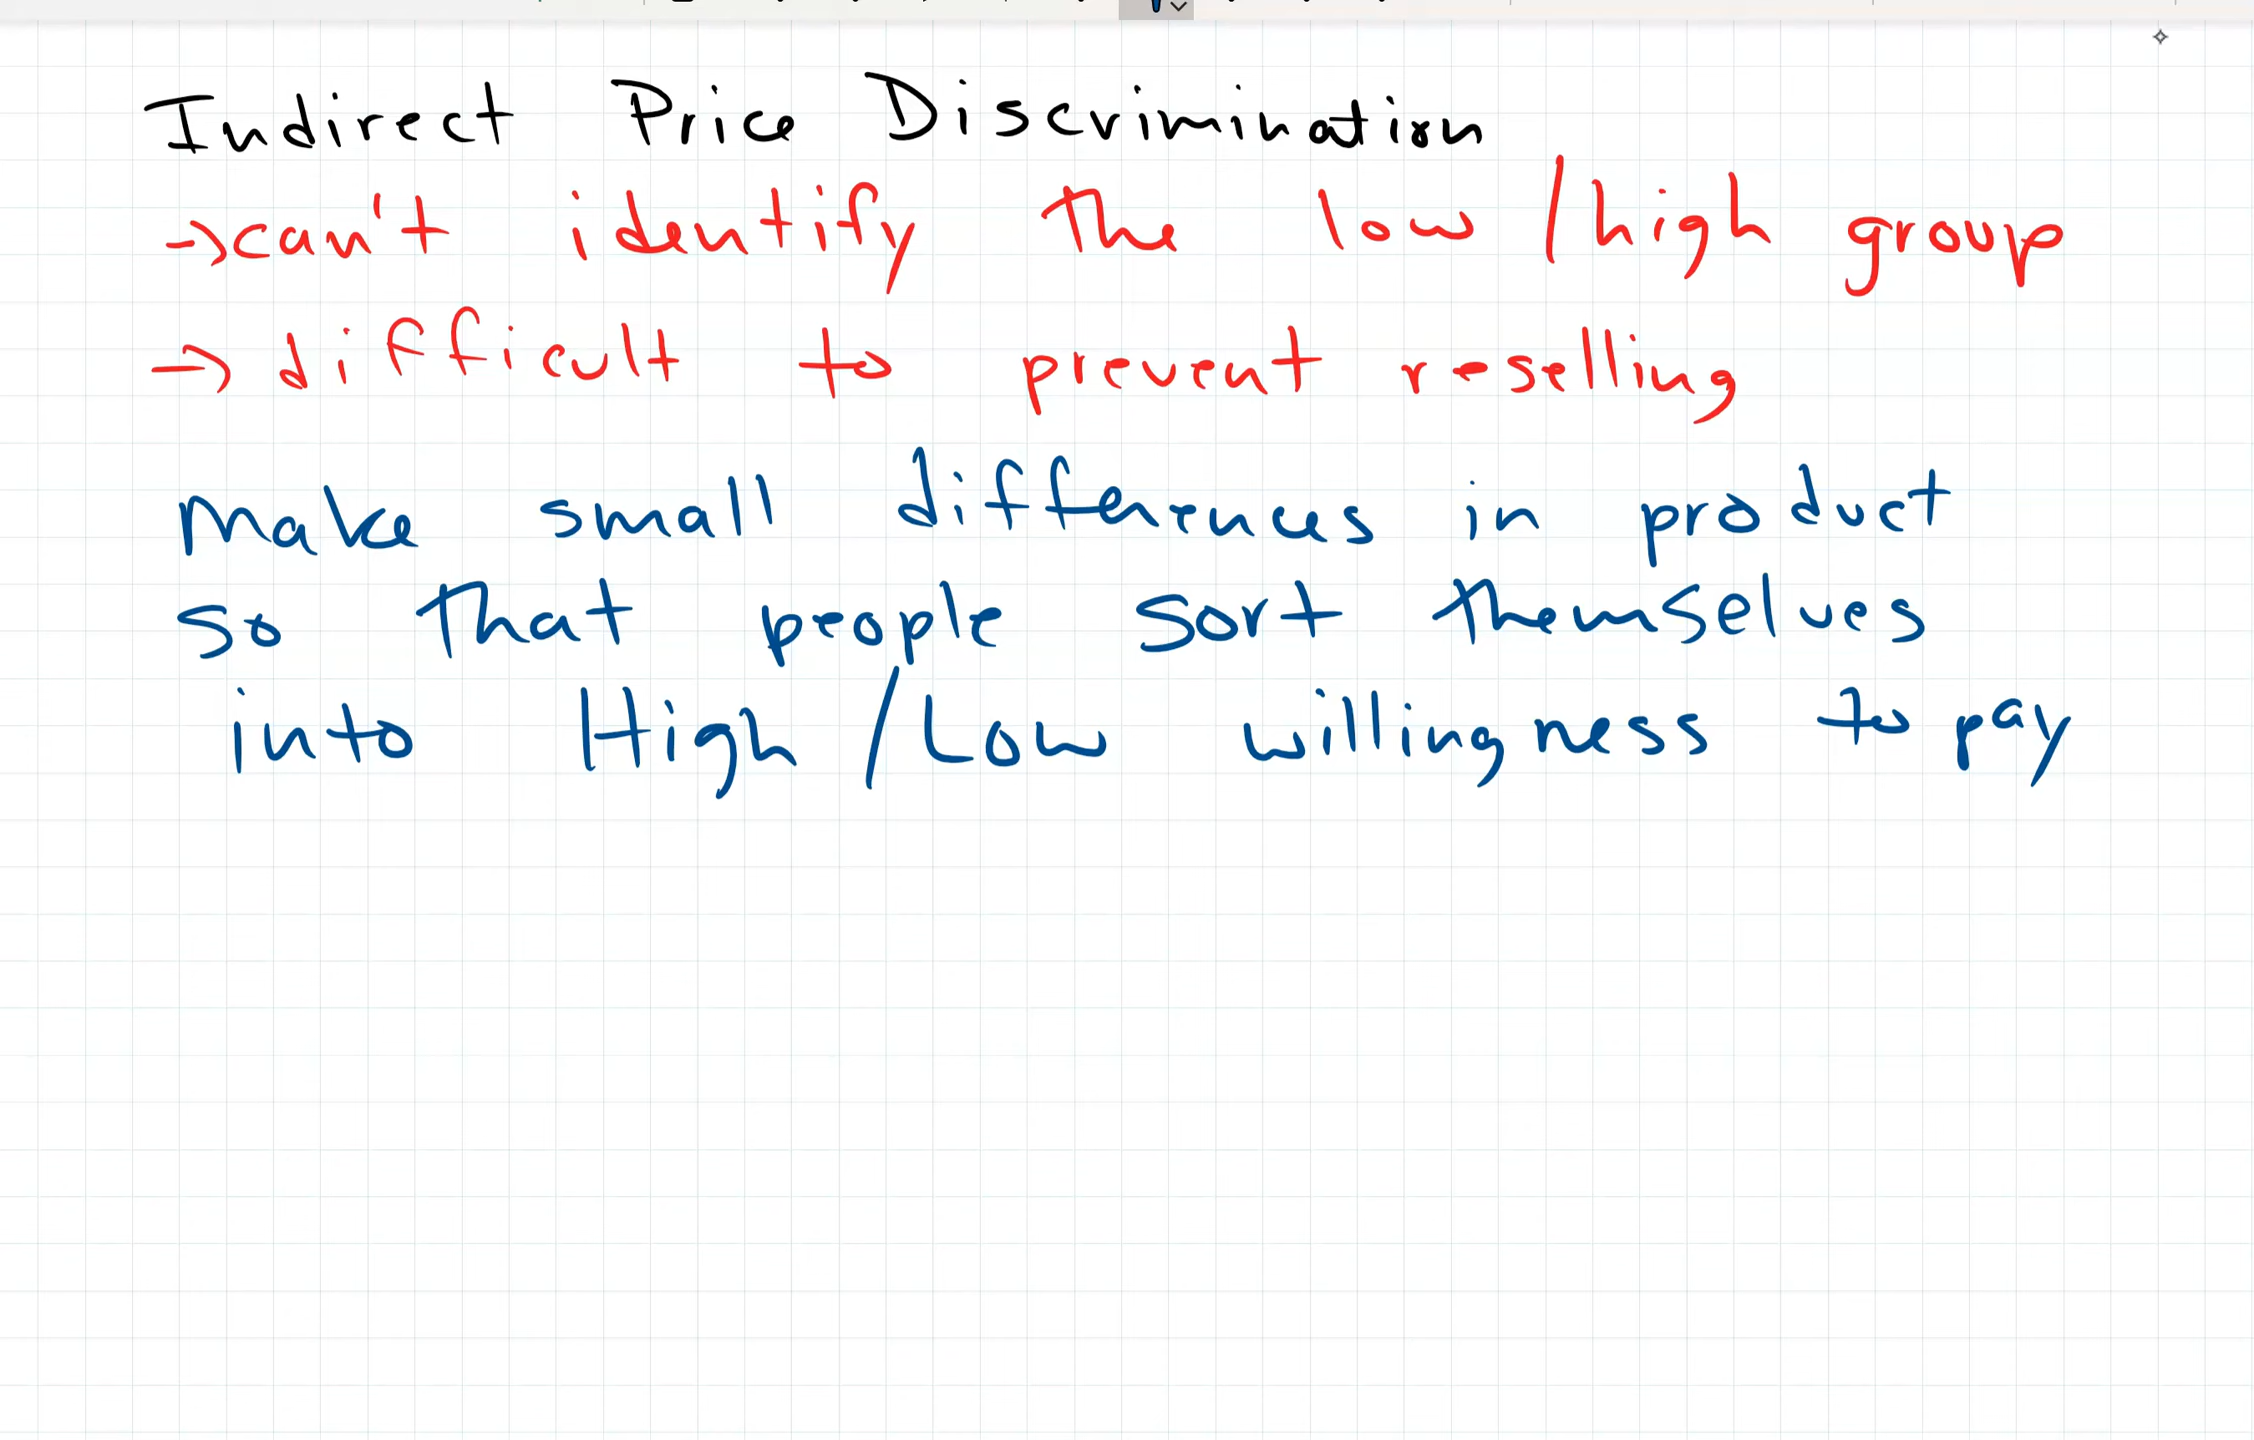 Indirect Price Discrimination
→can't identify the low/high group
→ difficult to prevent reselling
Make small differences in product
so that people sort themselves
into High/Low willingness to pay